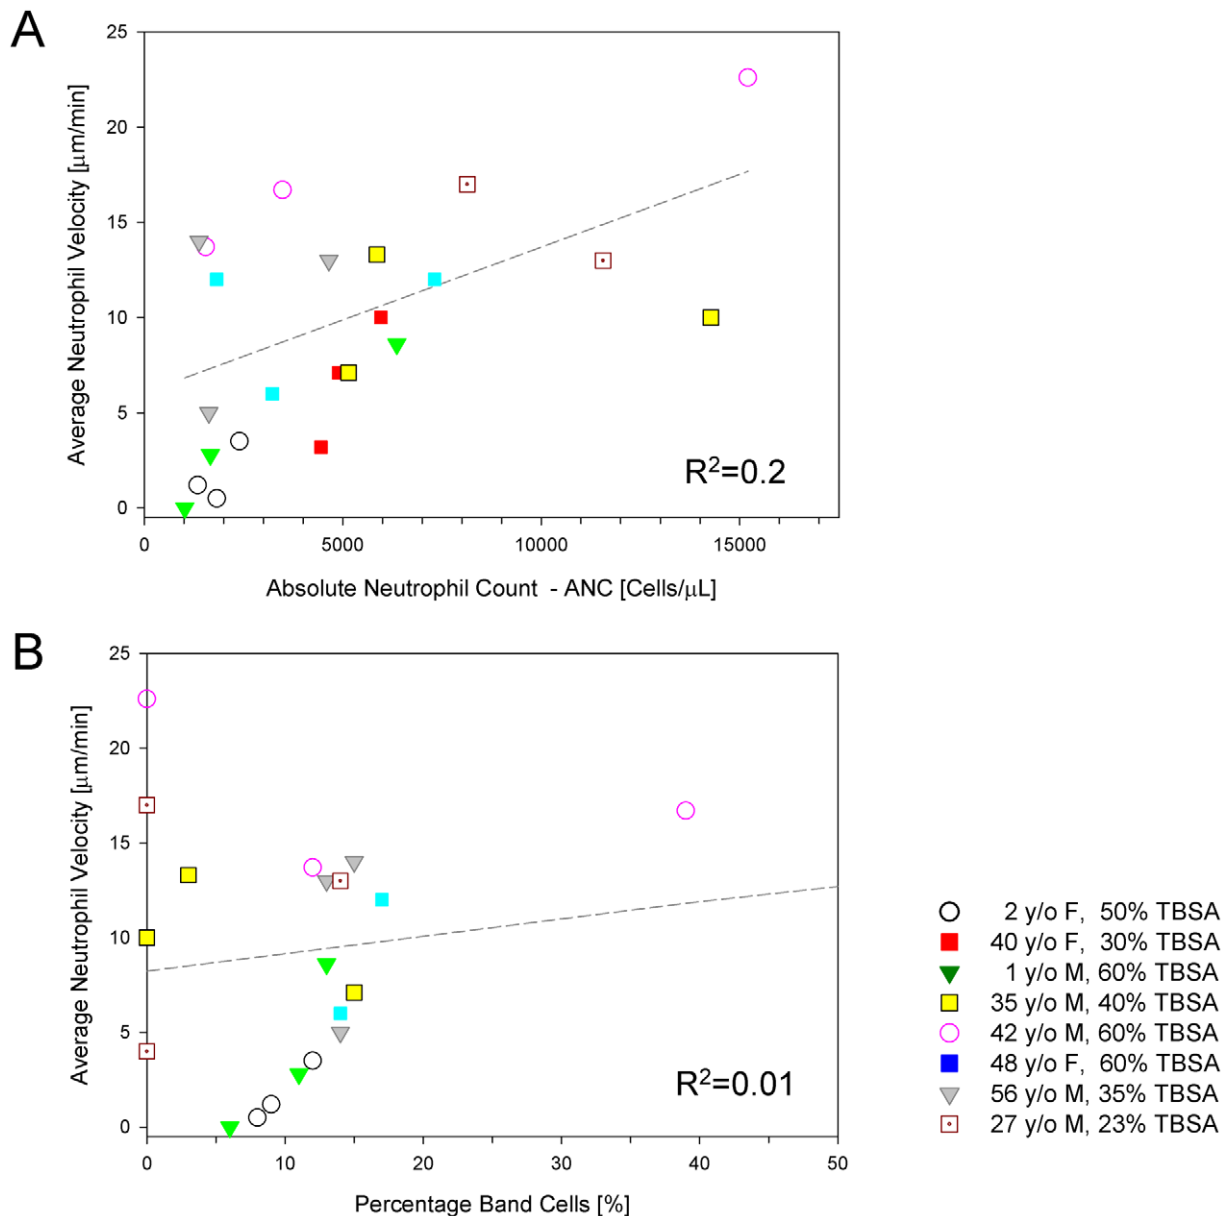 A
25
20
15
10
5
0
Average Neutrophil Velocity [μm/min]
R²=0.2
0 5000 10000 15000
Absolute Neutrophil Count - ANC [Cells/μL]
B
25
20
15
10
5
0
Average Neutrophil Velocity [μm/min]
R²=0.01
0 10 20 30 40 50
Percentage Band Cells [%]
2 y/o F, 50% TBSA
40 y/o F, 30% TBSA
1 y/o M, 60% TBSA
35 y/o M, 40% TBSA
42 y/o M, 60% TBSA
48 y/o F, 60% TBSA
56 y/o M, 35% TBSA
27 y/o M, 23% TBSA